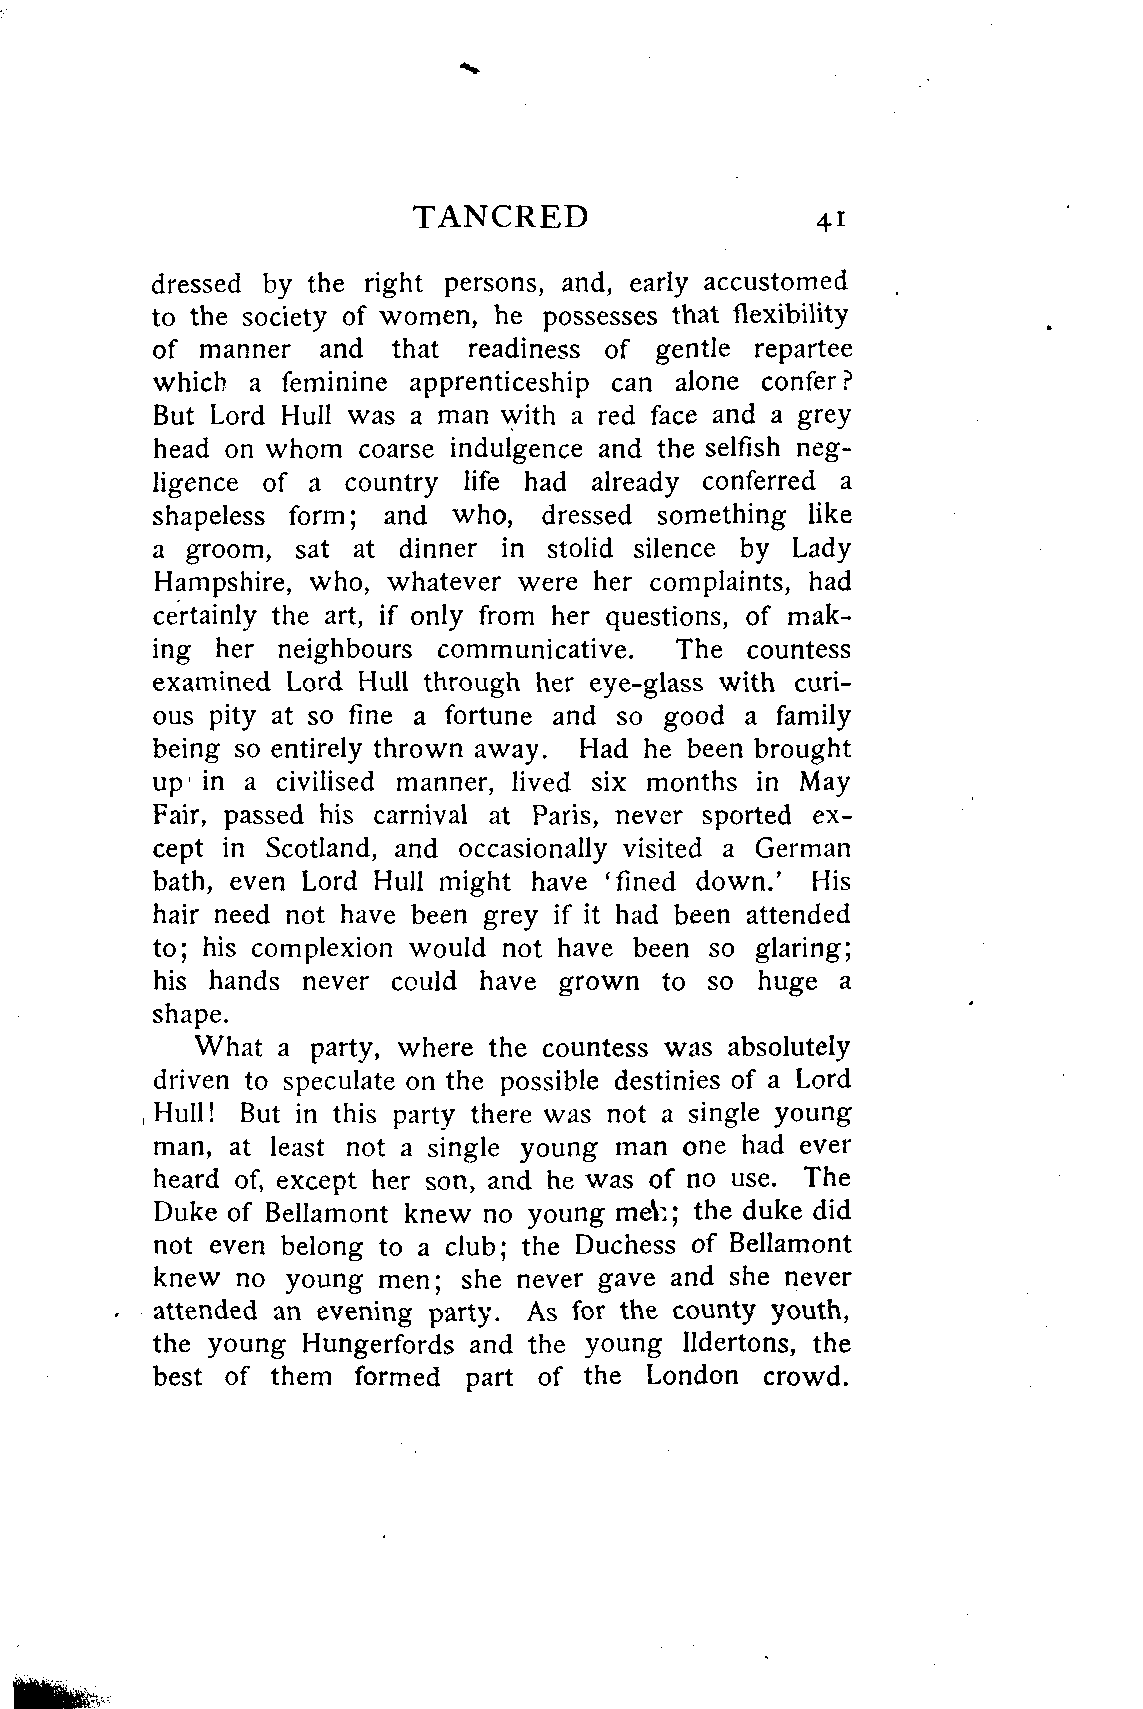 TANCRED 41
dressed by the right persons, and, early accustomed
to the society of women, he possesses that flexibility
of manner and that readiness of gentle repartee
which a feminine apprenticeship can alone confer?
But Lord Hull was a man with a red face and a grey
head on whom coarse indulgence and the selfish neg-
ligence of a country life had already conferred a
shapeless form; and who, dressed something like
a groom, sat at dinner in stolid silence by Lady
Hampshire, who, whatever were her complaints, had
certainly the art, if only from her questions, of mak-
ing her neighbours communicative. The countess
examined Lord Hull through her eye-glass with curi-
ous pity at so fine a fortune and so good a family
being so entirely thrown away. Had he been brought
up in a civilised manner, lived six months in May
Fair, passed his carnival at Paris, never sported ex-
cept in Scotland, and occasionally visited a German
bath, even Lord Hull might have ‘fined down.’ His
hair need not have been grey if it had been attended
to; his complexion would not have been so glaring;
his hands never could have grown to so huge a
shape.
What a party, where the countess was absolutely
driven to speculate on the possible destinies of a Lord
Hull! But in this party there was not a single young
man, at least not a single young man one had ever
heard of, except her son, and he was of no use. The
Duke of Bellamont knew no young men; the duke did
not even belong to a club; the Duchess of Bellamont
knew no young men; she never gave and she never
attended an evening party. As for the county youth,
the young Hungerfords and the young Ildertons, the
best of them formed part of the London crowd.